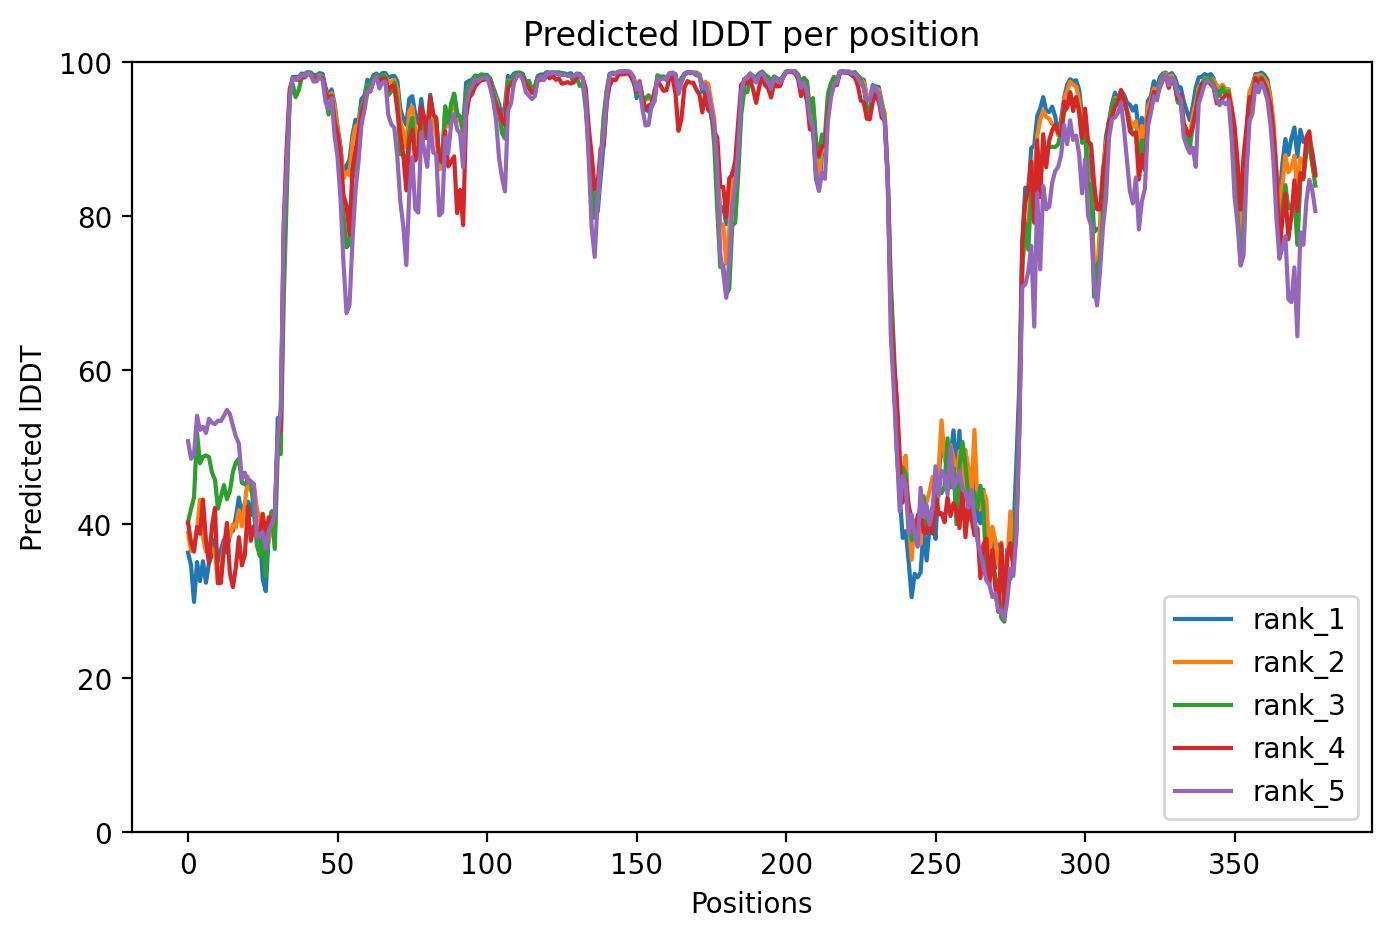 Predicted lDDT per position
100
80
60
40
20
0
Predicted lDDT
0 50 100 150 200 250 300 350
Positions
rank_1
rank_2
rank_3
rank_4
rank_5